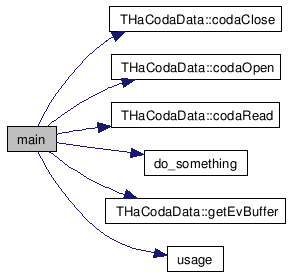 THaCodaData::codaClose
THaCodaData::codaOpen
THaCodaData::codaRead
main
do_something
THaCodaData::getEvBuffer
usage